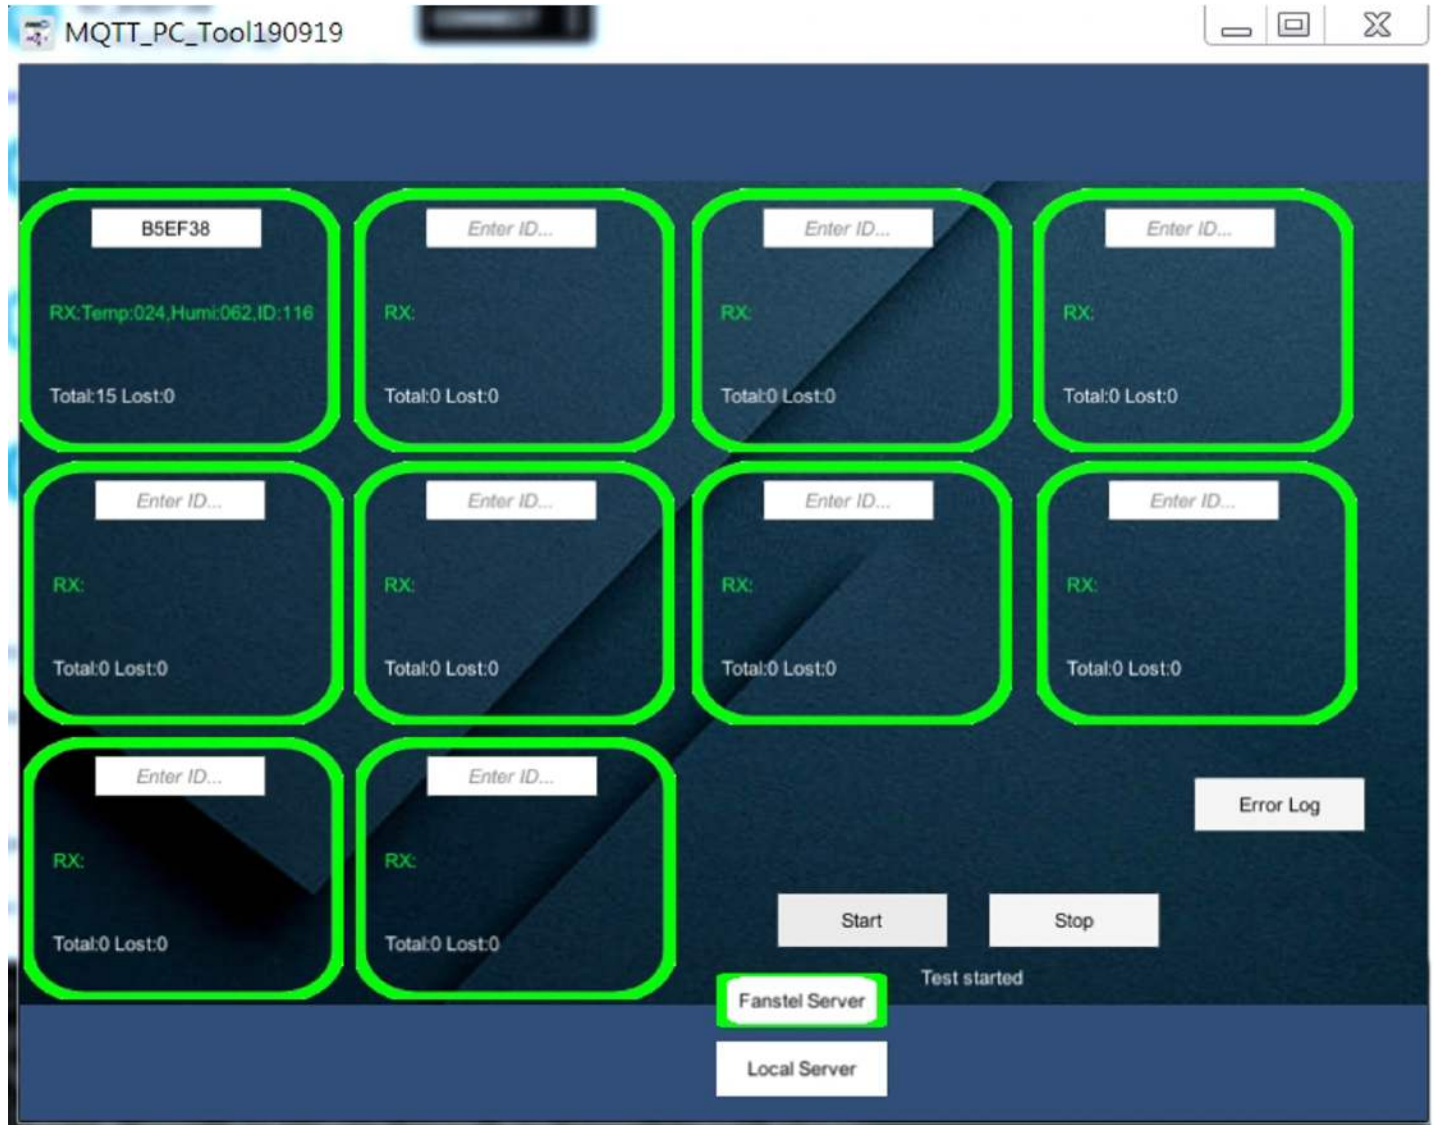 MQTT_PC_Tool190919
B5EF38
Enter ID...
Enter ID...
Enter ID...
RX:Temp:024,Humi:062,ID:116
RX:
RX:
RX:
Total:15 Lost:0
Total:0 Lost:0
Total:0 Lost:0
Total:0 Lost:0
Enter ID...
Enter ID...
Enter ID...
Enter ID...
RX:
RX:
RX:
RX:
Total:0 Lost:0
Total:0 Lost:0
Total:0 Lost:0
Total:0 Lost:0
Enter ID...
Enter ID...
Error Log
RX:
RX:
Total:0 Lost:0
Total:0 Lost:0
Start
Stop
Test started
Fanstel Server
Local Server